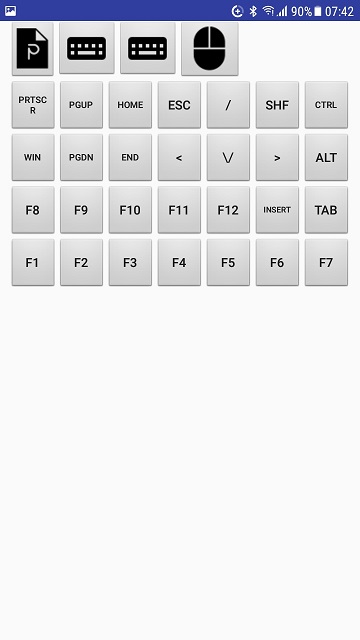 90% 07:42
P
PRTSC
R
PGUP
HOME
ESC
/
SHF
CTRL
WIN
PGDN
END
<
\/
>
ALT
F8
F9
F10
F11
F12
INSERT
TAB
F1
F2
F3
F4
F5
F6
F7